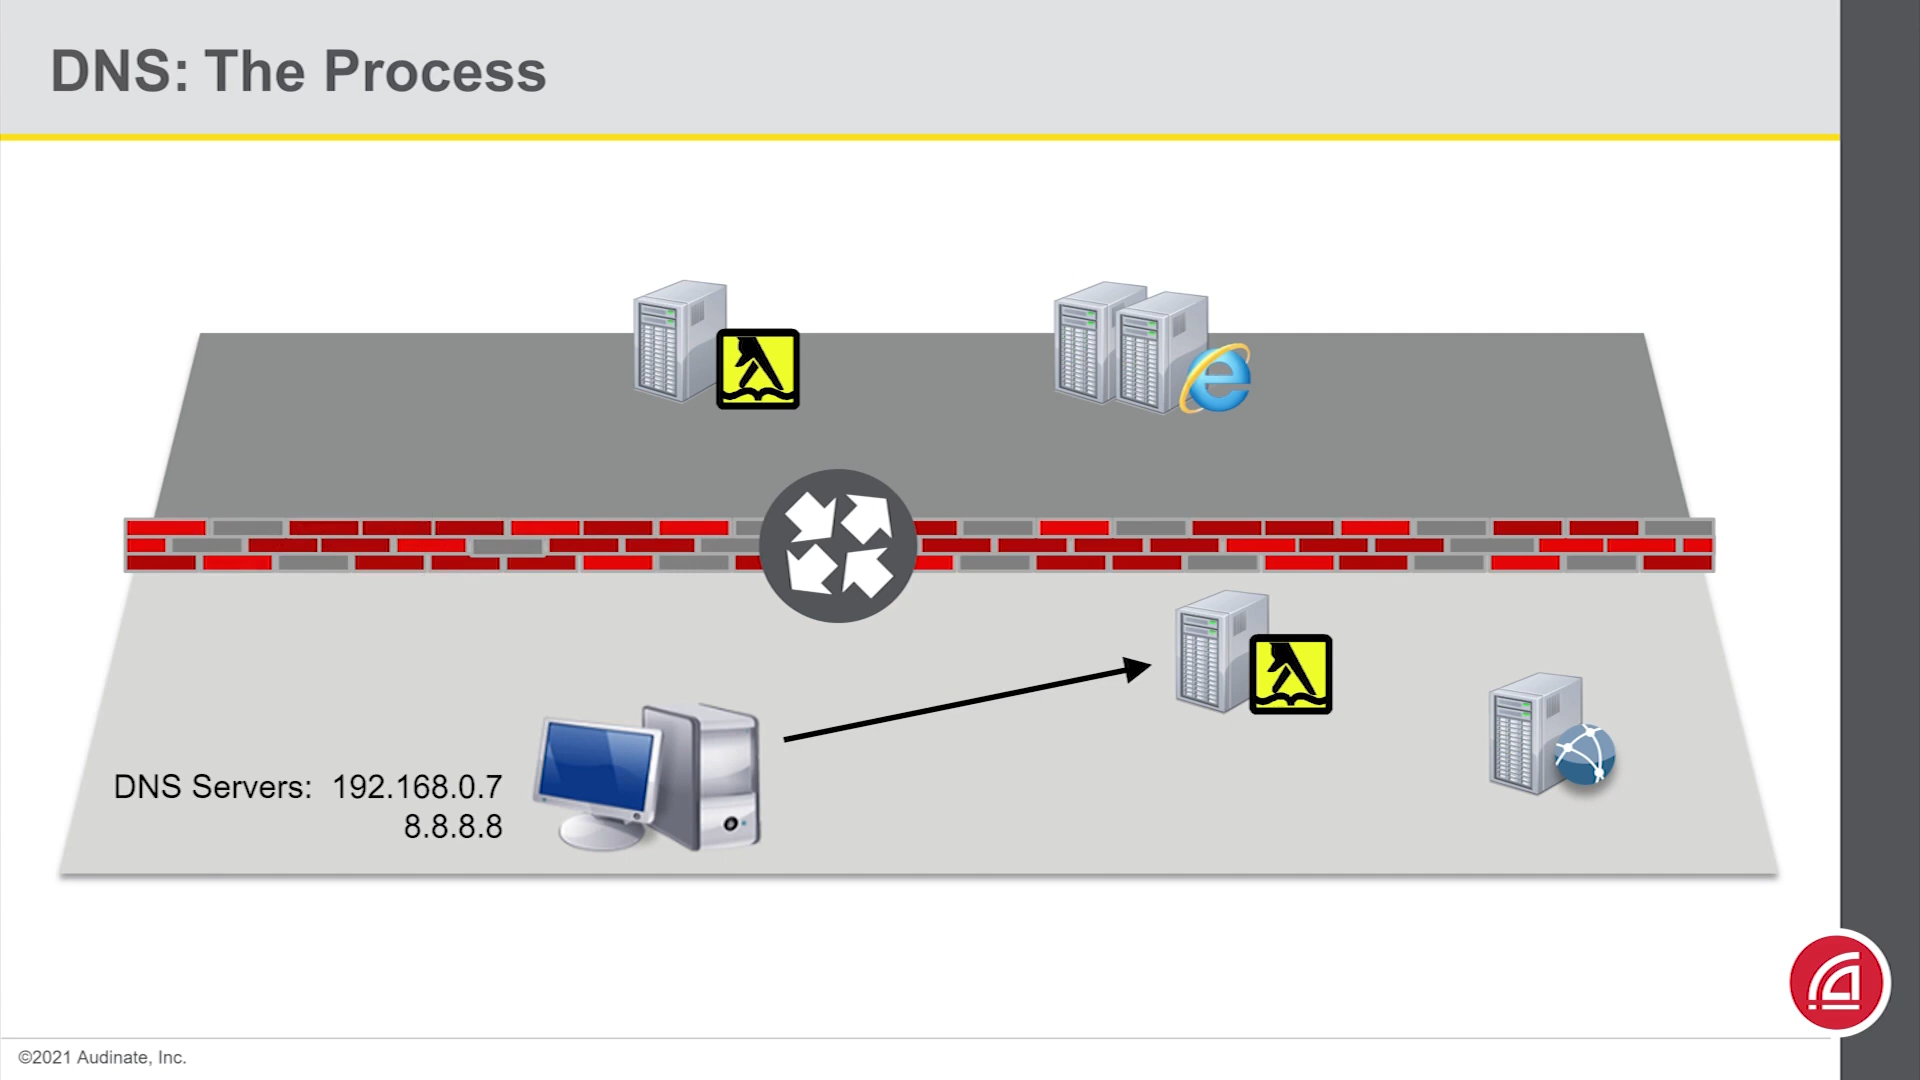 DNS: The Process
DNS Servers: 192.168.0.7
8.8.8.8
©2021 Audinate, Inc.